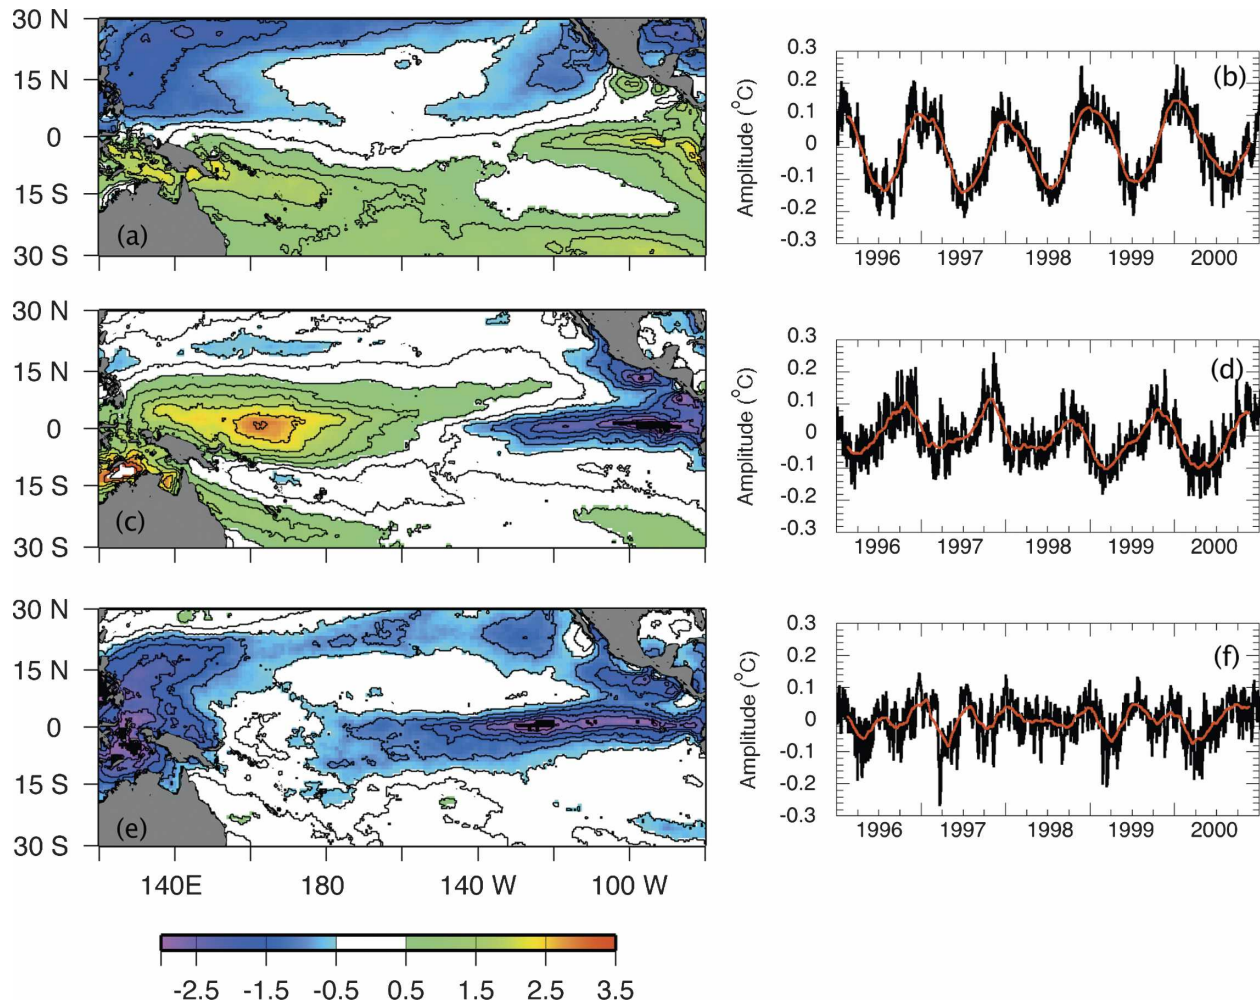 30 N
15 N
0
15 S
30 S
(a)
0.3
0.2
0.1
0
-0.1
-0.2
-0.3
Amplitude (°C)
(b)
1996 1997 1998 1999 2000
30 N
15 N
0
15 S
30 S
(c)
0.3
0.2
0.1
0
-0.1
-0.2
-0.3
Amplitude (°C)
(d)
1996 1997 1998 1999 2000
30 N
15 N
0
15 S
30 S
(e)
140E 180 140 W 100 W
0.3
0.2
0.1
0
-0.1
-0.2
-0.3
Amplitude (°C)
(f)
1996 1997 1998 1999 2000
-2.5 -1.5 -0.5 0.5 1.5 2.5 3.5